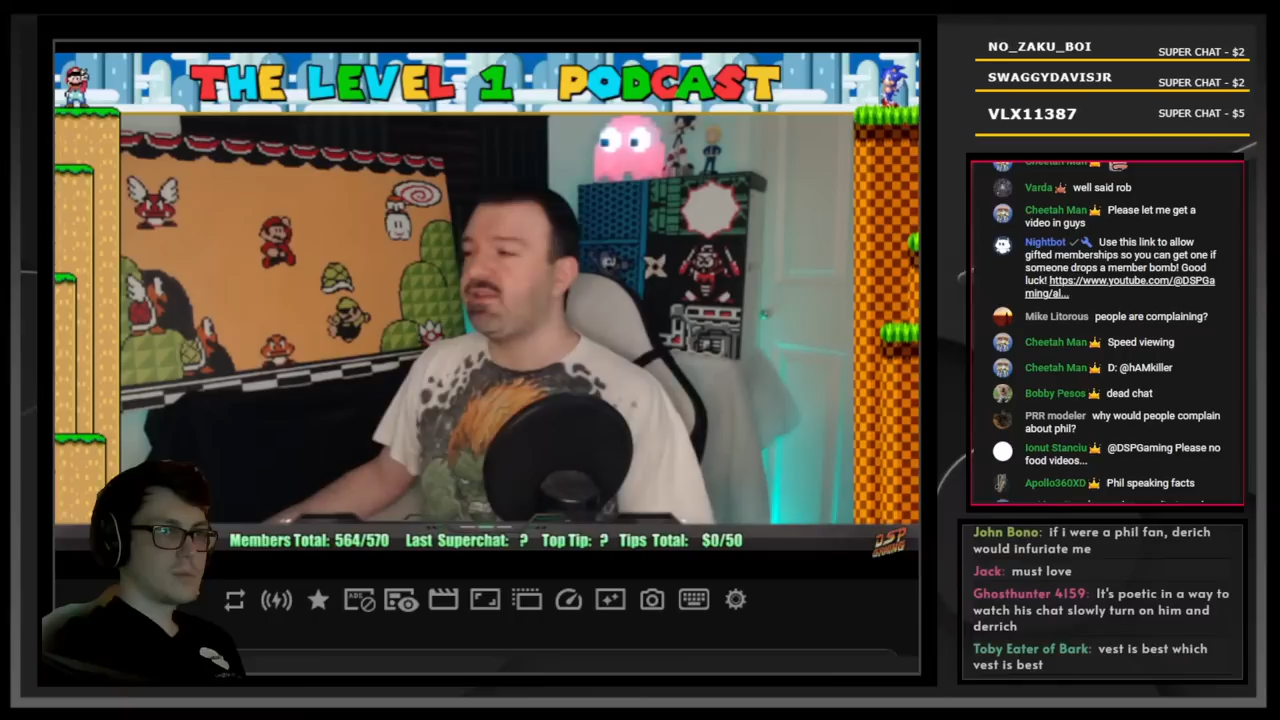 THE LEVEL 1 PODCAST
Members Total: 564/570 Last Superchat: ? Top Tip: ? Tips Total: $0/50
DSP
GAMING
ABC
NO_ZAKU_BOI SUPER CHAT - $2
SWAGGYDAVISJR SUPER CHAT - $2
VLX11387 SUPER CHAT - $5
Cheetah Man
Varda well said rob
Cheetah Man Please let me get a
video in guys
Nightbot Use this link to allow
gifted memberships so you can get one if
someone drops a member bomb! Good
luck! https://www.youtube.com/@DSPGa
ming/al...
Mike Litorous people are complaining?
Cheetah Man Speed viewing
Cheetah Man D: @hAMkiller
Bobby Pesos dead chat
PRR modeler why would people complain
about phil?
Ionut Stanciu @DSPGaming Please no
food videos...
Apollo360XD Phil speaking facts
John Bono: if i were a phil fan, derich
would infuriate me
Jack: must love
Ghosthunter 4159: It's poetic in a way to
watch his chat slowly turn on him and
derrich
Toby Eater of Bark: vest is best which
vest is best